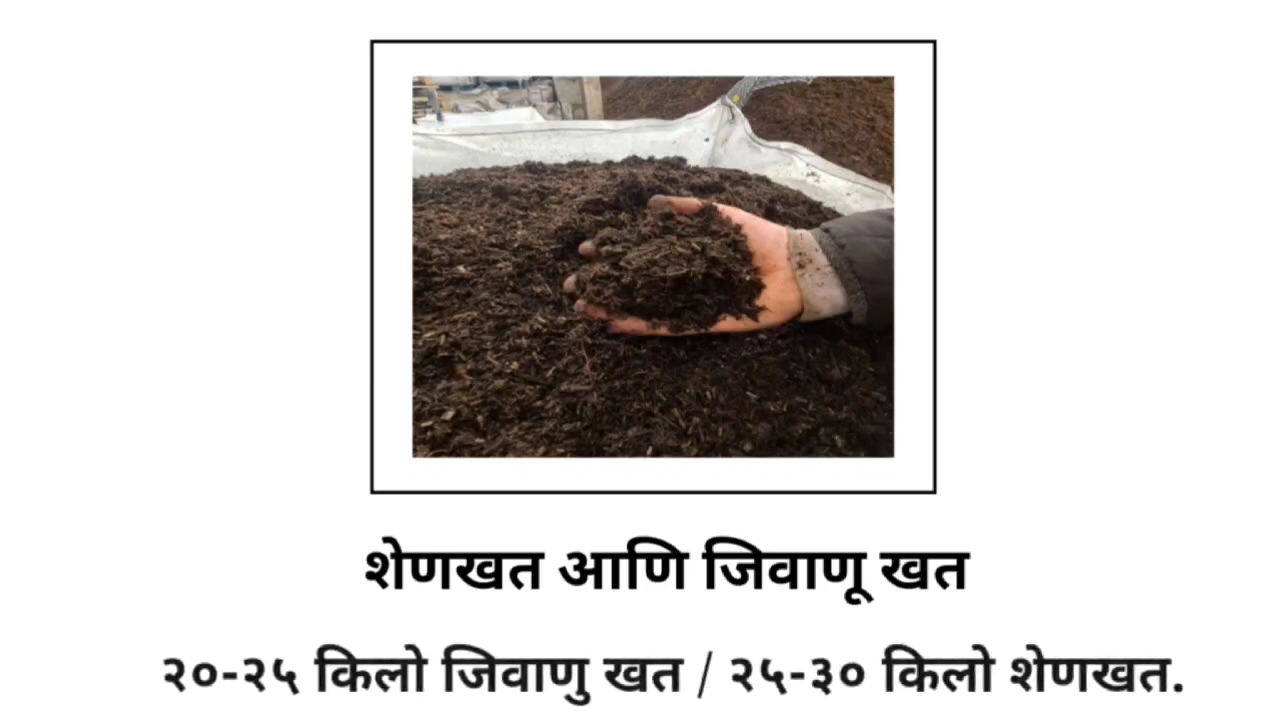 शेणखत आणि जिवाणू खत
२०-२५ किलो जिवाणु खत / २५-३० किलो शेणखत.